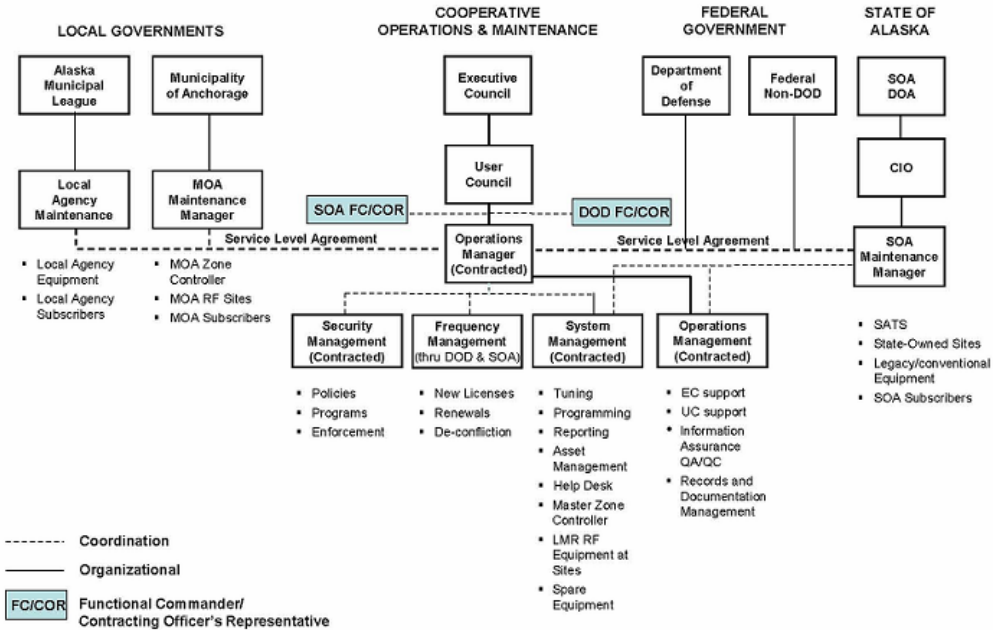 LOCAL GOVERNMENTS
COOPERATIVE
OPERATIONS & MAINTENANCE
FEDERAL
GOVERNMENT
STATE OF
ALASKA
Alaska
Municipal
League
Municipality
of Anchorage
Executive
Council
Department
of
Defense
Federal
Non-DOD
SOA
DOA
Local
Agency
Maintenance
MOA
Maintenance
Manager
User
Council
CIO
SOA FC/COR
DOD FC/COR
Service Level Agreement
Operations
Manager
(Contracted)
Service Level Agreement
SOA
Maintenance
Manager
▪ Local Agency
Equipment
▪ Local Agency
Subscribers
▪ MOA Zone
Controller
▪ MOA RF Sites
▪ MOA Subscribers
Security
Management
(Contracted)
Frequency
Management
(thru DOD & SOA)
System
Management
(Contracted)
Operations
Management
(Contracted)
▪ SATS
▪ State-Owned Sites
▪ Legacy/conventional
Equipment
▪ SOA Subscribers
▪ Policies
▪ Programs
▪ Enforcement
▪ New Licenses
▪ Renewals
▪ De-confliction
▪ Tuning
▪ Programming
▪ Reporting
▪ Asset
Management
▪ Help Desk
▪ Master Zone
Controller
▪ LMR RF
Equipment at
Sites
▪ Spare
Equipment
▪ EC support
▪ UC support
▪ Information
Assurance
QA/QC
▪ Records and
Documentation
Management
Coordination
Organizational
FC/COR
Functional Commander/
Contracting Officer's Representative